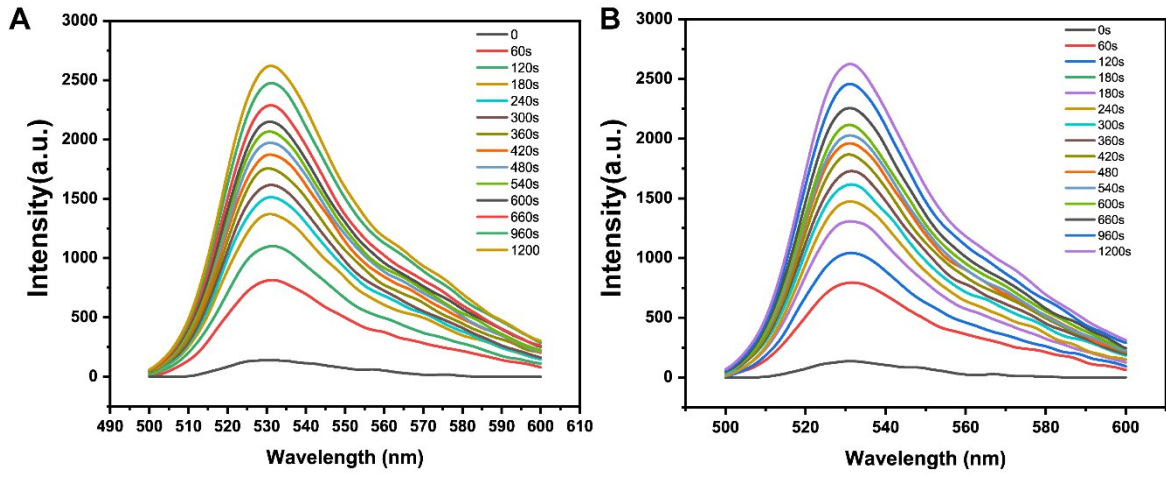 A
Intensity(a.u.)
3000
2500
2000
1500
1000
500
0
490 500 510 520 530 540 550 560 570 580 590 600 610
Wavelength (nm)
0
60s
120s
180s
240s
300s
360s
420s
480s
540s
600s
660s
960s
1200
B
Intensity(a.u.)
3000
2500
2000
1500
1000
500
0
500 520 540 560 580 600
Wavelength (nm)
0s
60s
120s
180s
180s
240s
300s
360s
420s
480
540s
600s
660s
960s
1200s